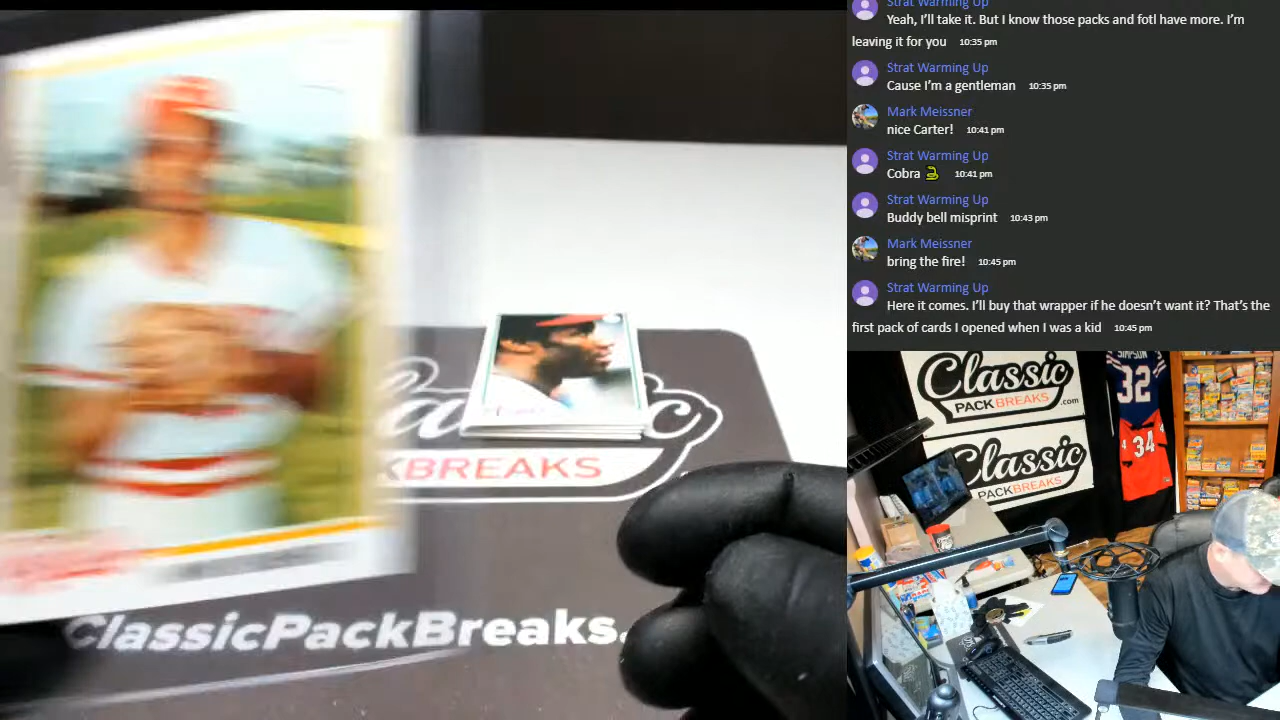 Strat Warming Up
Yeah, I'll take it. But I know those packs and fotl have more. I'm
leaving it for you 10:35 pm
Strat Warming Up
Cause I'm a gentleman 10:35 pm
Mark Meissner
nice Carter! 10:41 pm
Strat Warming Up
Cobra 10:41 pm
Strat Warming Up
Buddy bell misprint 10:43 pm
Mark Meissner
bring the fire! 10:45 pm
Strat Warming Up
Here it comes. I'll buy that wrapper if he doesn't want it? That's the
first pack of cards I opened when I was a kid 10:45 pm
BREAKS
ClassicPackBreaks.
Classic
PACKBREAKS
.com
Classic
PACKBREAKS
SIMPSON
32
34